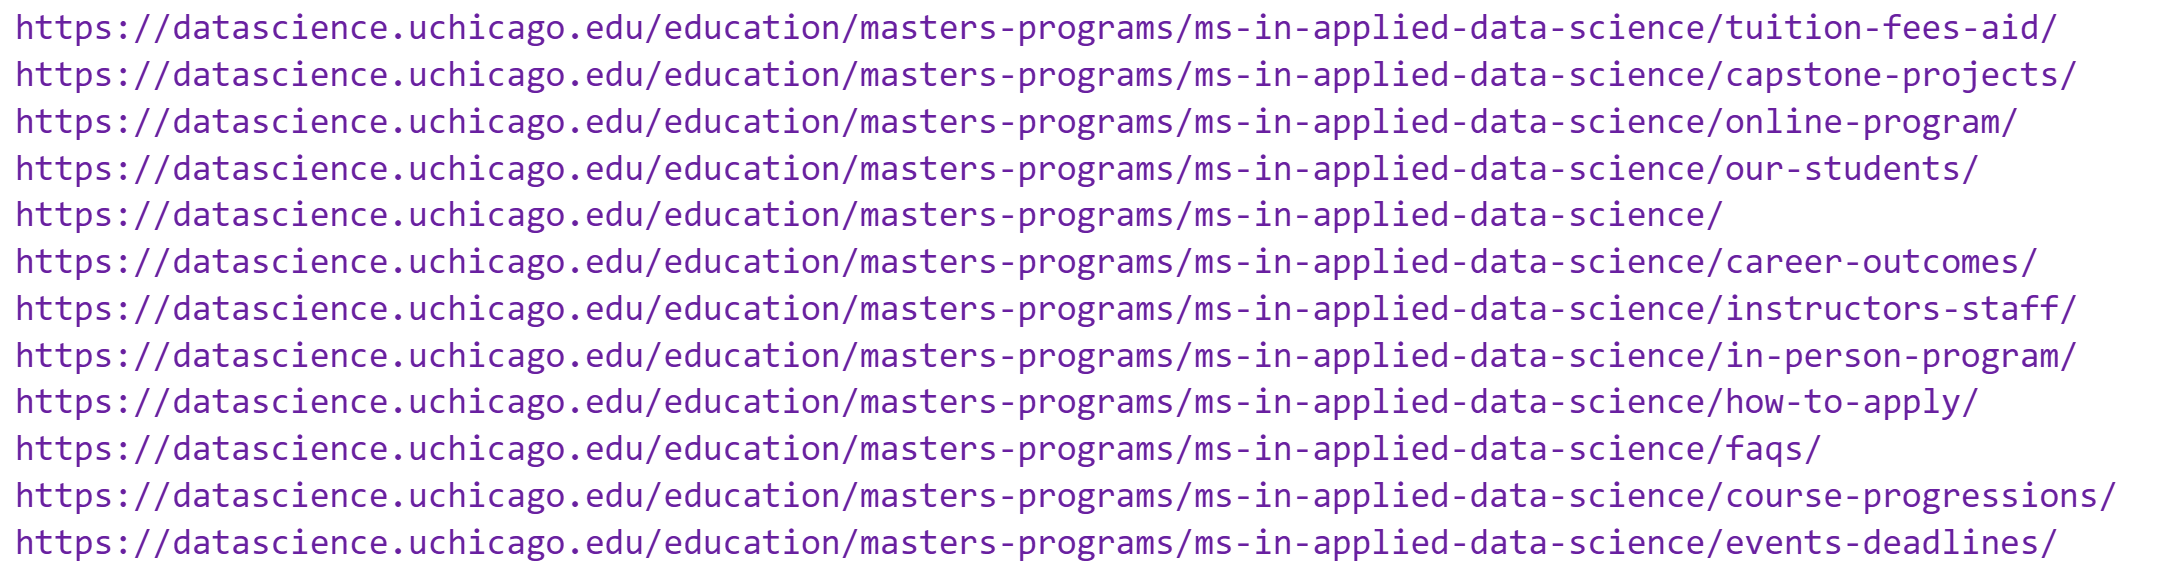 https://datascience.uchicago.edu/education/masters-programs/ms-in-applied-data-science/tuition-fees-aid/
https://datascience.uchicago.edu/education/masters-programs/ms-in-applied-data-science/capstone-projects/
https://datascience.uchicago.edu/education/masters-programs/ms-in-applied-data-science/online-program/
https://datascience.uchicago.edu/education/masters-programs/ms-in-applied-data-science/our-students/
https://datascience.uchicago.edu/education/masters-programs/ms-in-applied-data-science/
https://datascience.uchicago.edu/education/masters-programs/ms-in-applied-data-science/career-outcomes/
https://datascience.uchicago.edu/education/masters-programs/ms-in-applied-data-science/instructors-staff/
https://datascience.uchicago.edu/education/masters-programs/ms-in-applied-data-science/in-person-program/
https://datascience.uchicago.edu/education/masters-programs/ms-in-applied-data-science/how-to-apply/
https://datascience.uchicago.edu/education/masters-programs/ms-in-applied-data-science/faqs/
https://datascience.uchicago.edu/education/masters-programs/ms-in-applied-data-science/course-progressions/
https://datascience.uchicago.edu/education/masters-programs/ms-in-applied-data-science/events-deadlines/